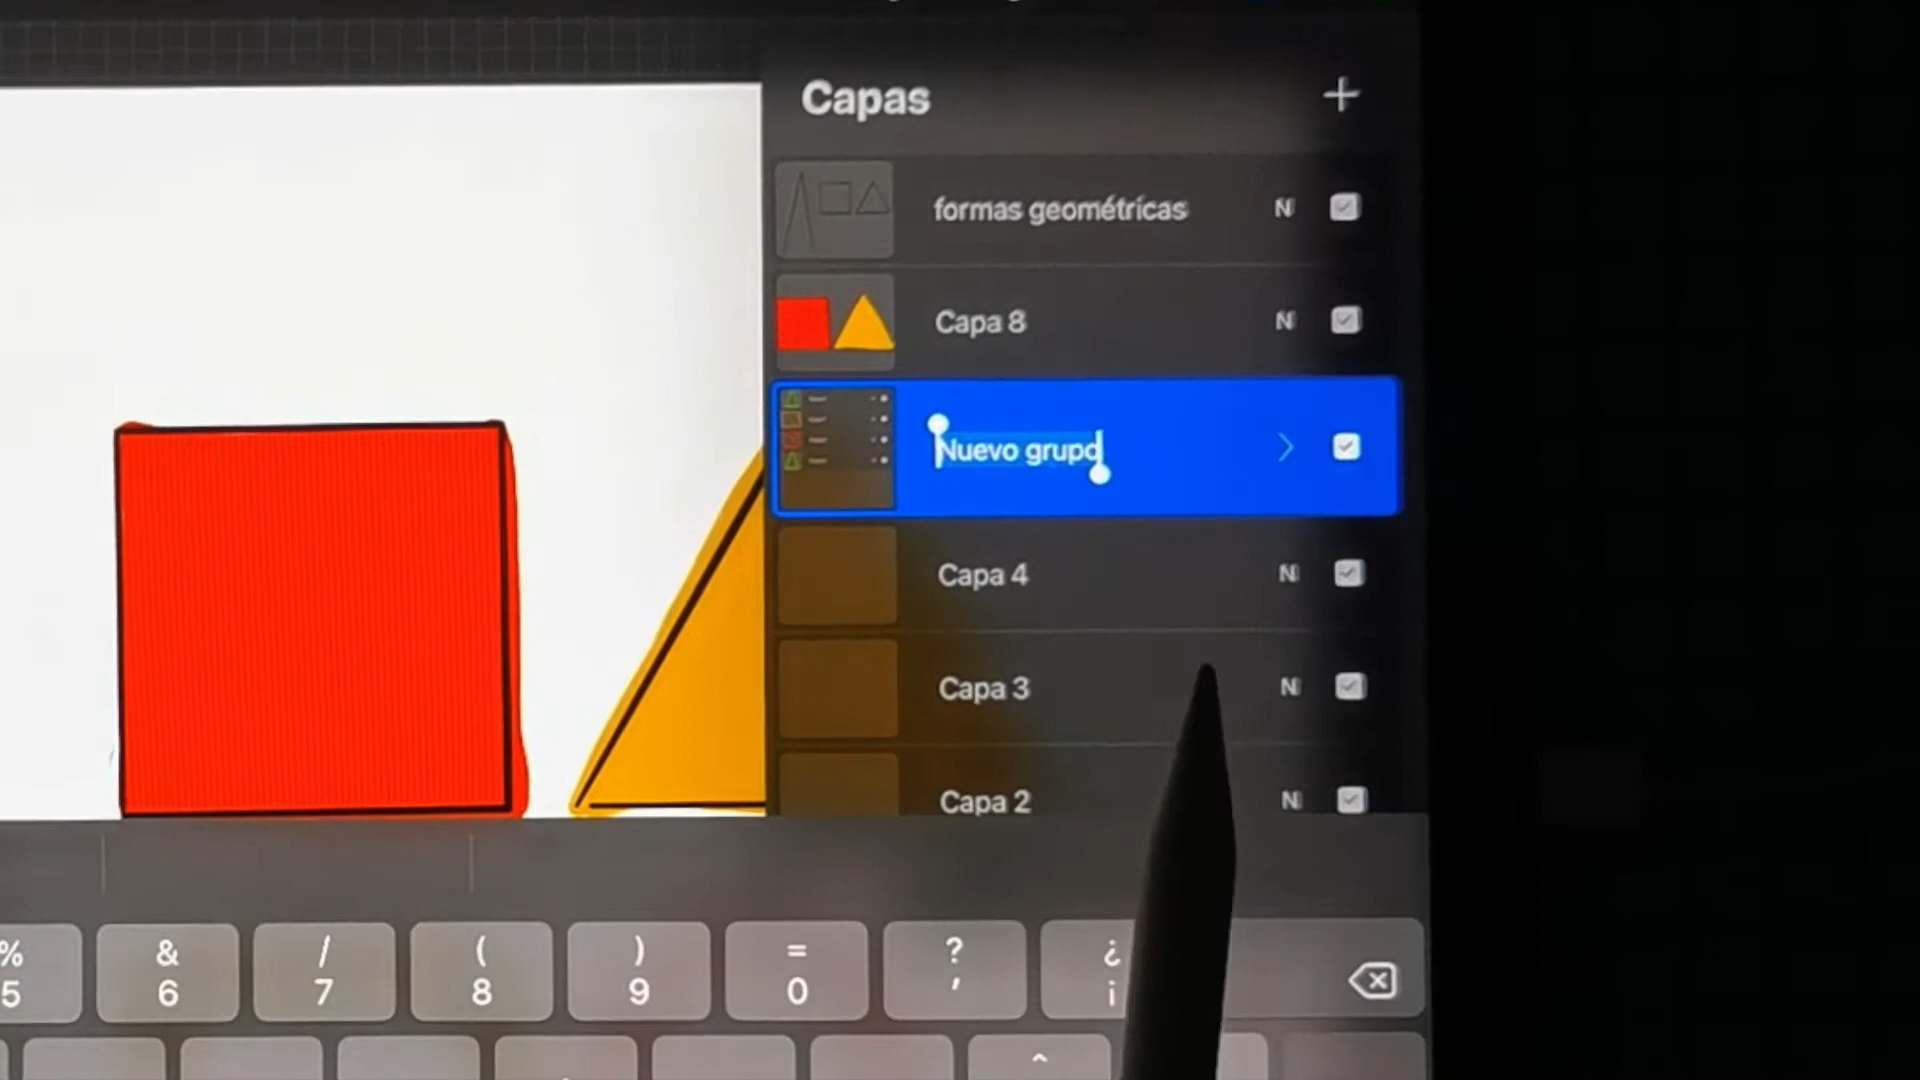 Capas +
formas geométricas N
Capa 8 N
Nuevo grupo
Capa 4 N
Capa 3 N
Capa 2 N
% & / ( ) = ? ¿
5 6 7 8 9 0 ' ¡
^